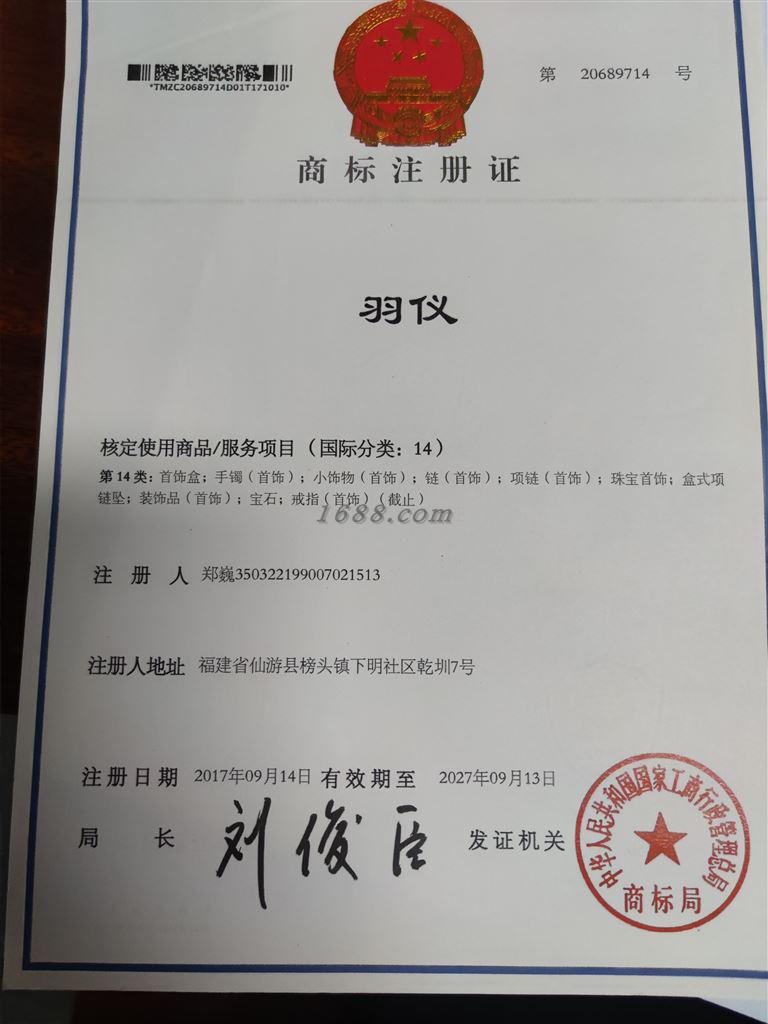 第 20689714 号
*TMZC20689714D01T171010*
商标注册证
羽仪
核定使用商品/服务项目（国际分类：14）
第14类：首饰盒；手镯（首饰）；小饰物（首饰）；链（首饰）；项链（首饰）；珠宝首饰；盒式项
链坠；装饰品（首饰）；宝石；戒指（首饰）（截止）
1688.com
注册人 郑巍350322199007021513
注册人地址 福建省仙游县榜头镇下明社区乾圳7号
注册日期 2017年09月14日 有效期至 2027年09月13日
局长 刘俊臣 发证机关
中华人民共和国国家工商行政管理总局
商标局